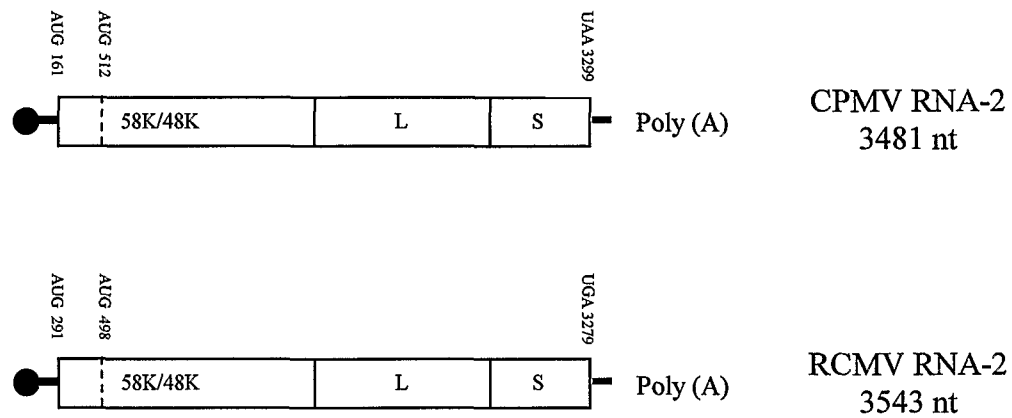 AUG 161
AUG 512
UAA 3299
58K/48K
L
S
Poly (A)
CPMV RNA-2
3481 nt
AUG 291
AUG 498
UGA 3279
58K/48K
L
S
Poly (A)
RCMV RNA-2
3543 nt